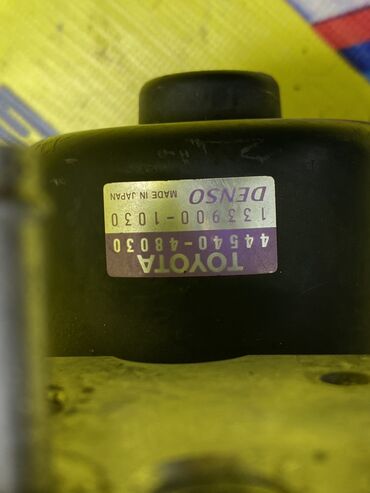 TOYOTA
44540-48030
133900-1030
DENSO MADE IN JAPAN